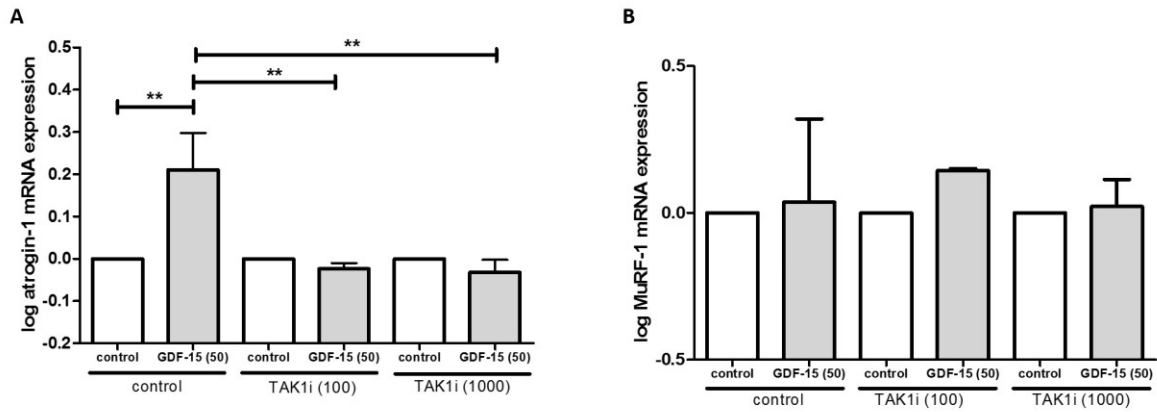 A
log atrogin-1 mRNA expression
0.5
0.4
0.3
0.2
0.1
0.0
-0.1
-0.2
**
**
**
control GDF-15 (50) control GDF-15 (50) control GDF-15 (50)
control TAK1i (100) TAK1i (1000)
B
log MuRF-1 mRNA expression
0.5
0.0
-0.5
control GDF-15 (50) control GDF-15 (50) control GDF-15 (50)
control TAK1i (100) TAK1i (1000)